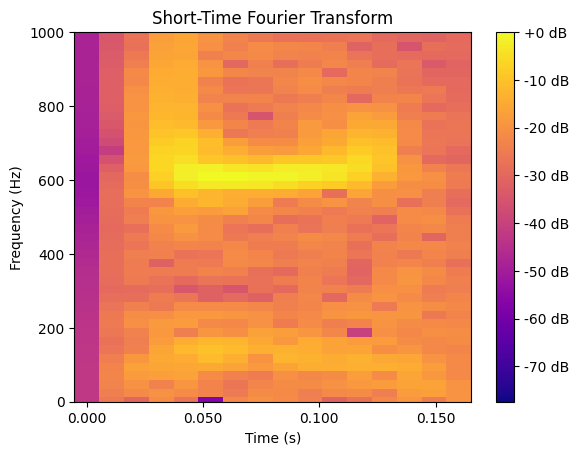 Short-Time Fourier Transform
1000
800
600
400
200
0
Frequency (Hz)
0.000
0.050
0.100
0.150
Time (s)
+0 dB
-10 dB
-20 dB
-30 dB
-40 dB
-50 dB
-60 dB
-70 dB